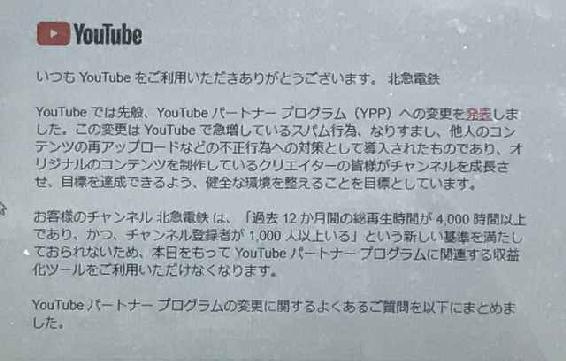 YouTube
いつも YouTube をご利用いただきありがとうございます。 北急電鉄
YouTube では先般、YouTube パートナー プログラム（YPP）への変更を発表しま
した。この変更は YouTube で急増しているスパム行為、なりすまし、他人のコン
テンツの再アップロードなどの不正行為への対策として導入されたものであり、オ
リジナルのコンテンツを制作しているクリエイターの皆様がチャンネルを成長さ
せ、目標を達成できるよう、健全な環境を整えることを目標としています。
お客様のチャンネル 北急電鉄 は、「過去 12 か月間の総再生時間が 4,000 時間以上
であり、かつ、チャンネル登録者が 1,000 人以上いる」という新しい基準を満たし
ておられないため、本日をもって YouTube パートナー プログラムに関連する収益
化ツールをご利用いただけなくなります。
YouTube パートナー プログラムの変更に関するよくあるご質問を以下にまとめま
した。